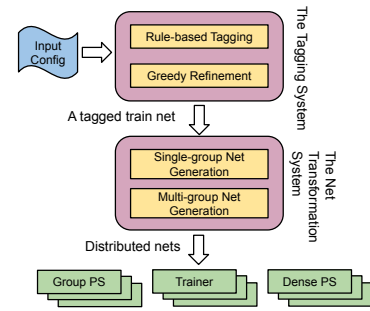 Input
Config
Rule-based Tagging
Greedy Refinement
The Tagging System
A tagged train net
Single-group Net
Generation
Multi-group Net
Generation
The Net
Transformation
System
Distributed nets
Group PS
Trainer
Dense PS